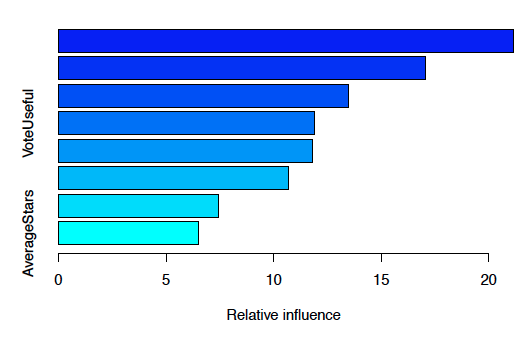 VoteUseful
AverageStars
0 5 10 15 20
Relative influence